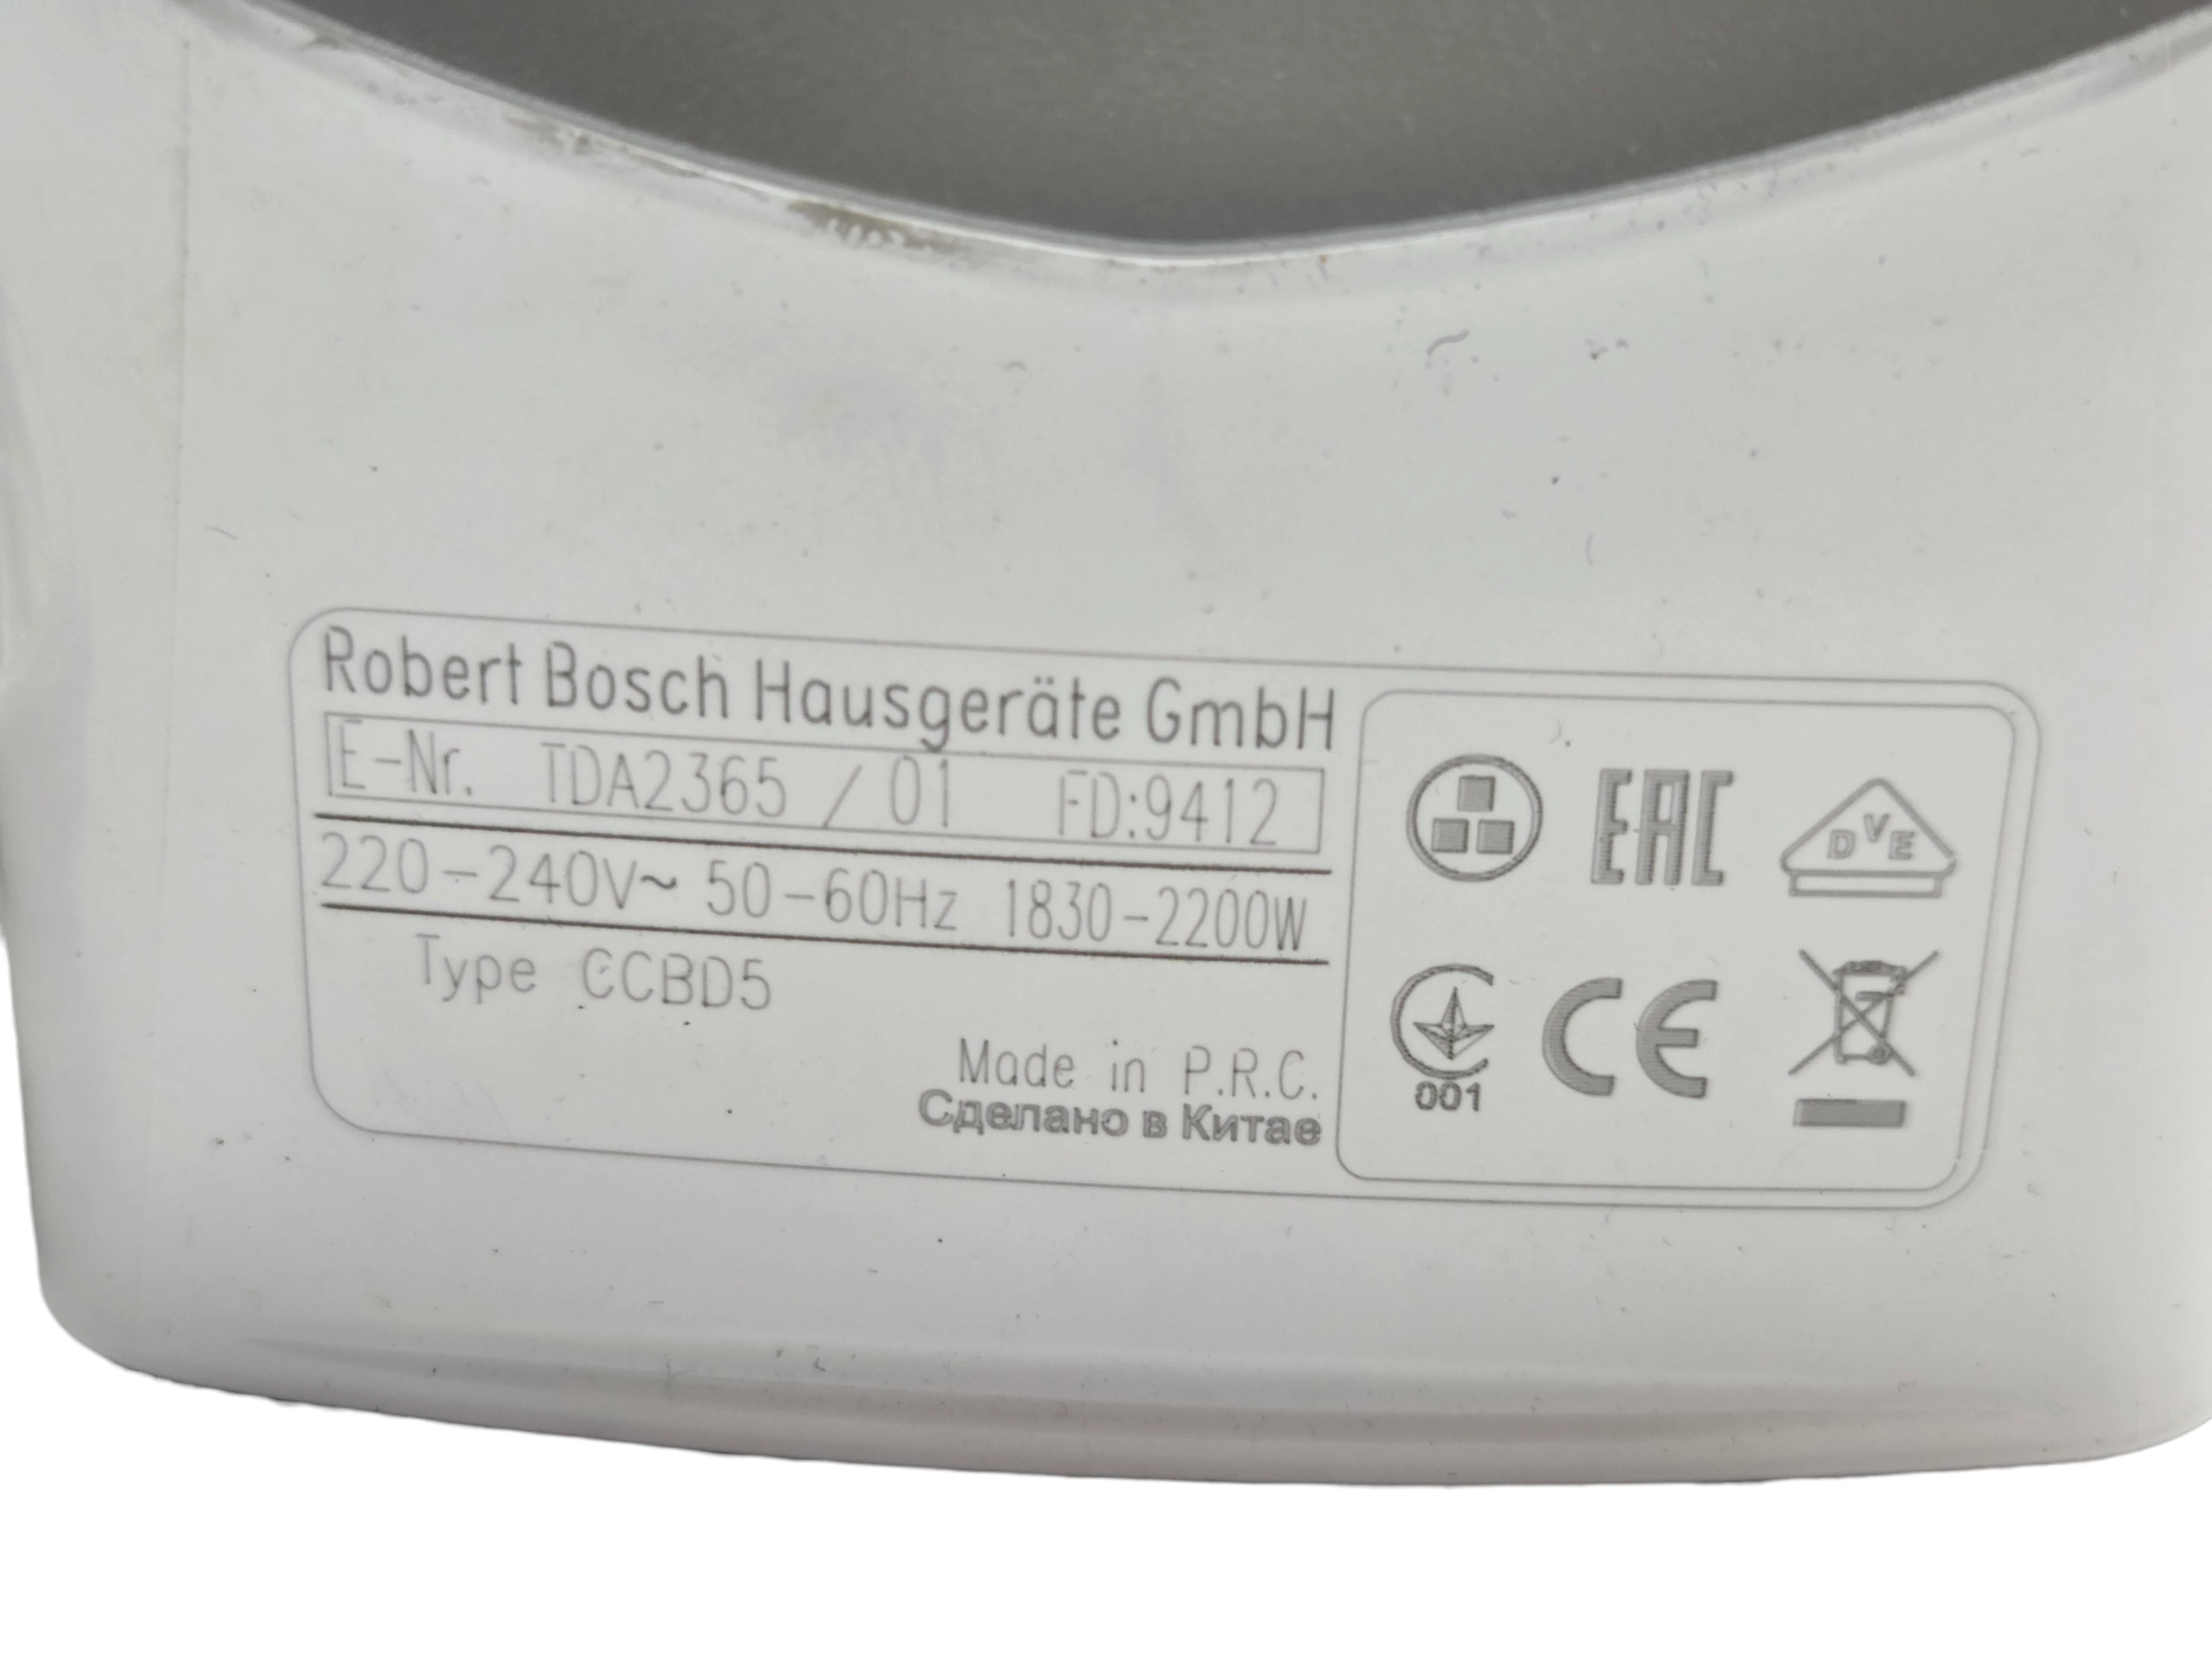 Robert Bosch Hausgeräte GmbH
E-Nr. TDA2365 / 01 FD:9412
220-240V~ 50-60Hz 1830-2200W
Type CCBD5
Made in P.R.C.
Сделано в Китае
EAC
DVE
001
CE